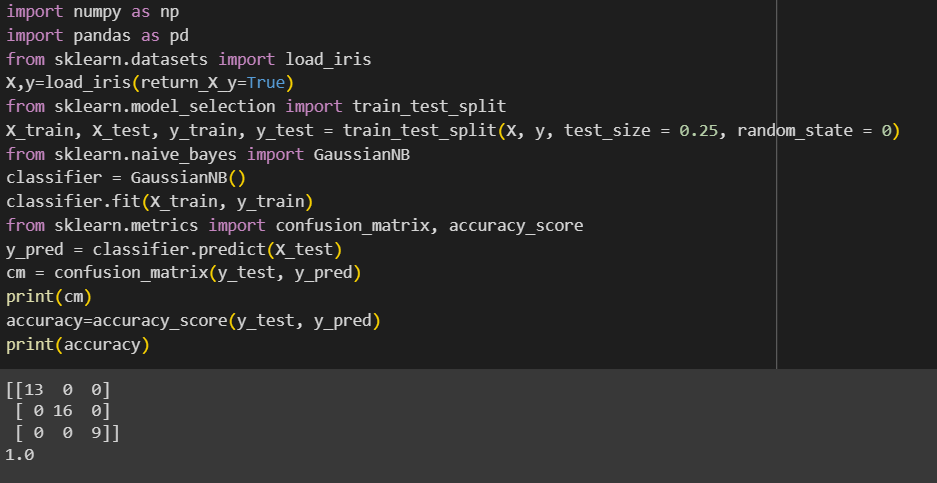 import numpy as np
import pandas as pd
from sklearn.datasets import load_iris
X,y=load_iris(return_X_y=True)
from sklearn.model_selection import train_test_split
X_train, X_test, y_train, y_test = train_test_split(X, y, test_size = 0.25, random_state = 0)
from sklearn.naive_bayes import GaussianNB
classifier = GaussianNB()
classifier.fit(X_train, y_train)
from sklearn.metrics import confusion_matrix, accuracy_score
y_pred = classifier.predict(X_test)
cm = confusion_matrix(y_test, y_pred)
print(cm)
accuracy=accuracy_score(y_test, y_pred)
print(accuracy)
[[13  0  0]
 [ 0 16  0]
 [ 0  0  9]]
1.0